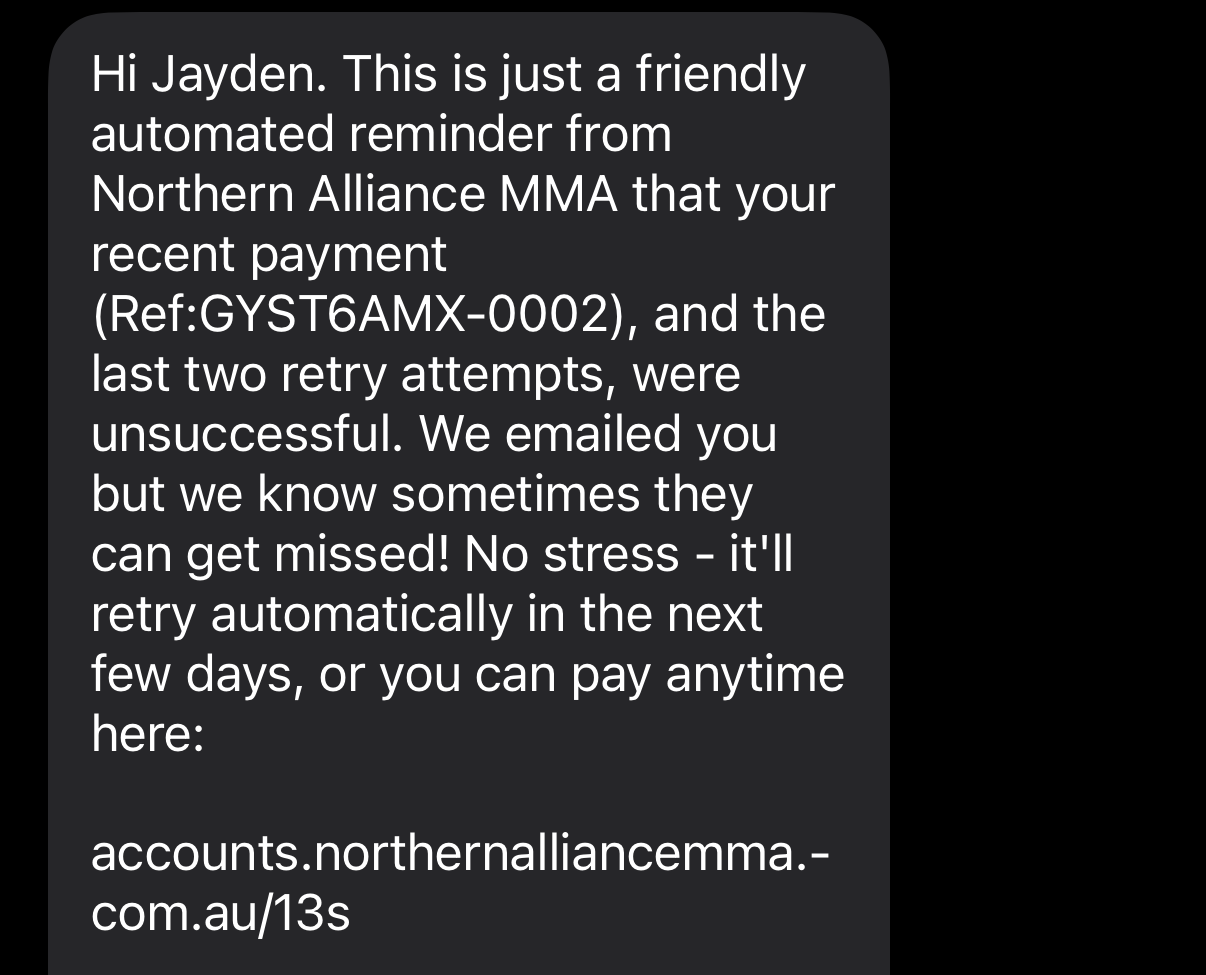 Hi Jayden. This is just a friendly
automated reminder from
Northern Alliance MMA that your
recent payment
(Ref:GYST6AMX-0002), and the
last two retry attempts, were
unsuccessful. We emailed you
but we know sometimes they
can get missed! No stress - it'll
retry automatically in the next
few days, or you can pay anytime
here:

accounts.northernalliancemma.-
com.au/13s